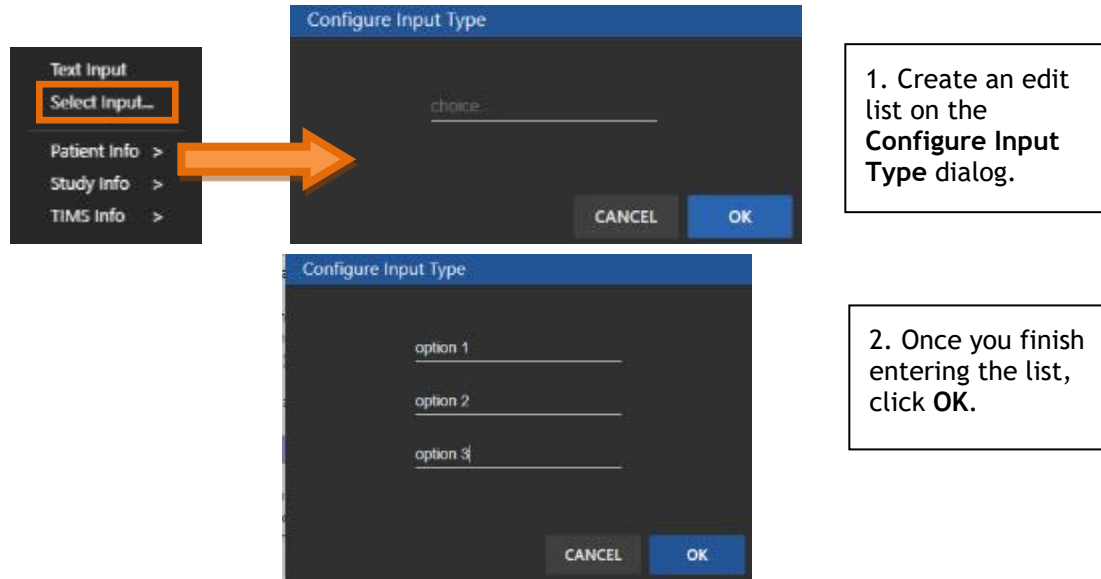 Text Input
Select Input...
Patient Info >
Study Info >
TIMS Info >
Configure Input Type
choice...
CANCEL OK
1. Create an edit
list on the
Configure Input
Type dialog.
Configure Input Type
option 1
option 2
option 3
CANCEL OK
2. Once you finish
entering the list,
click OK.